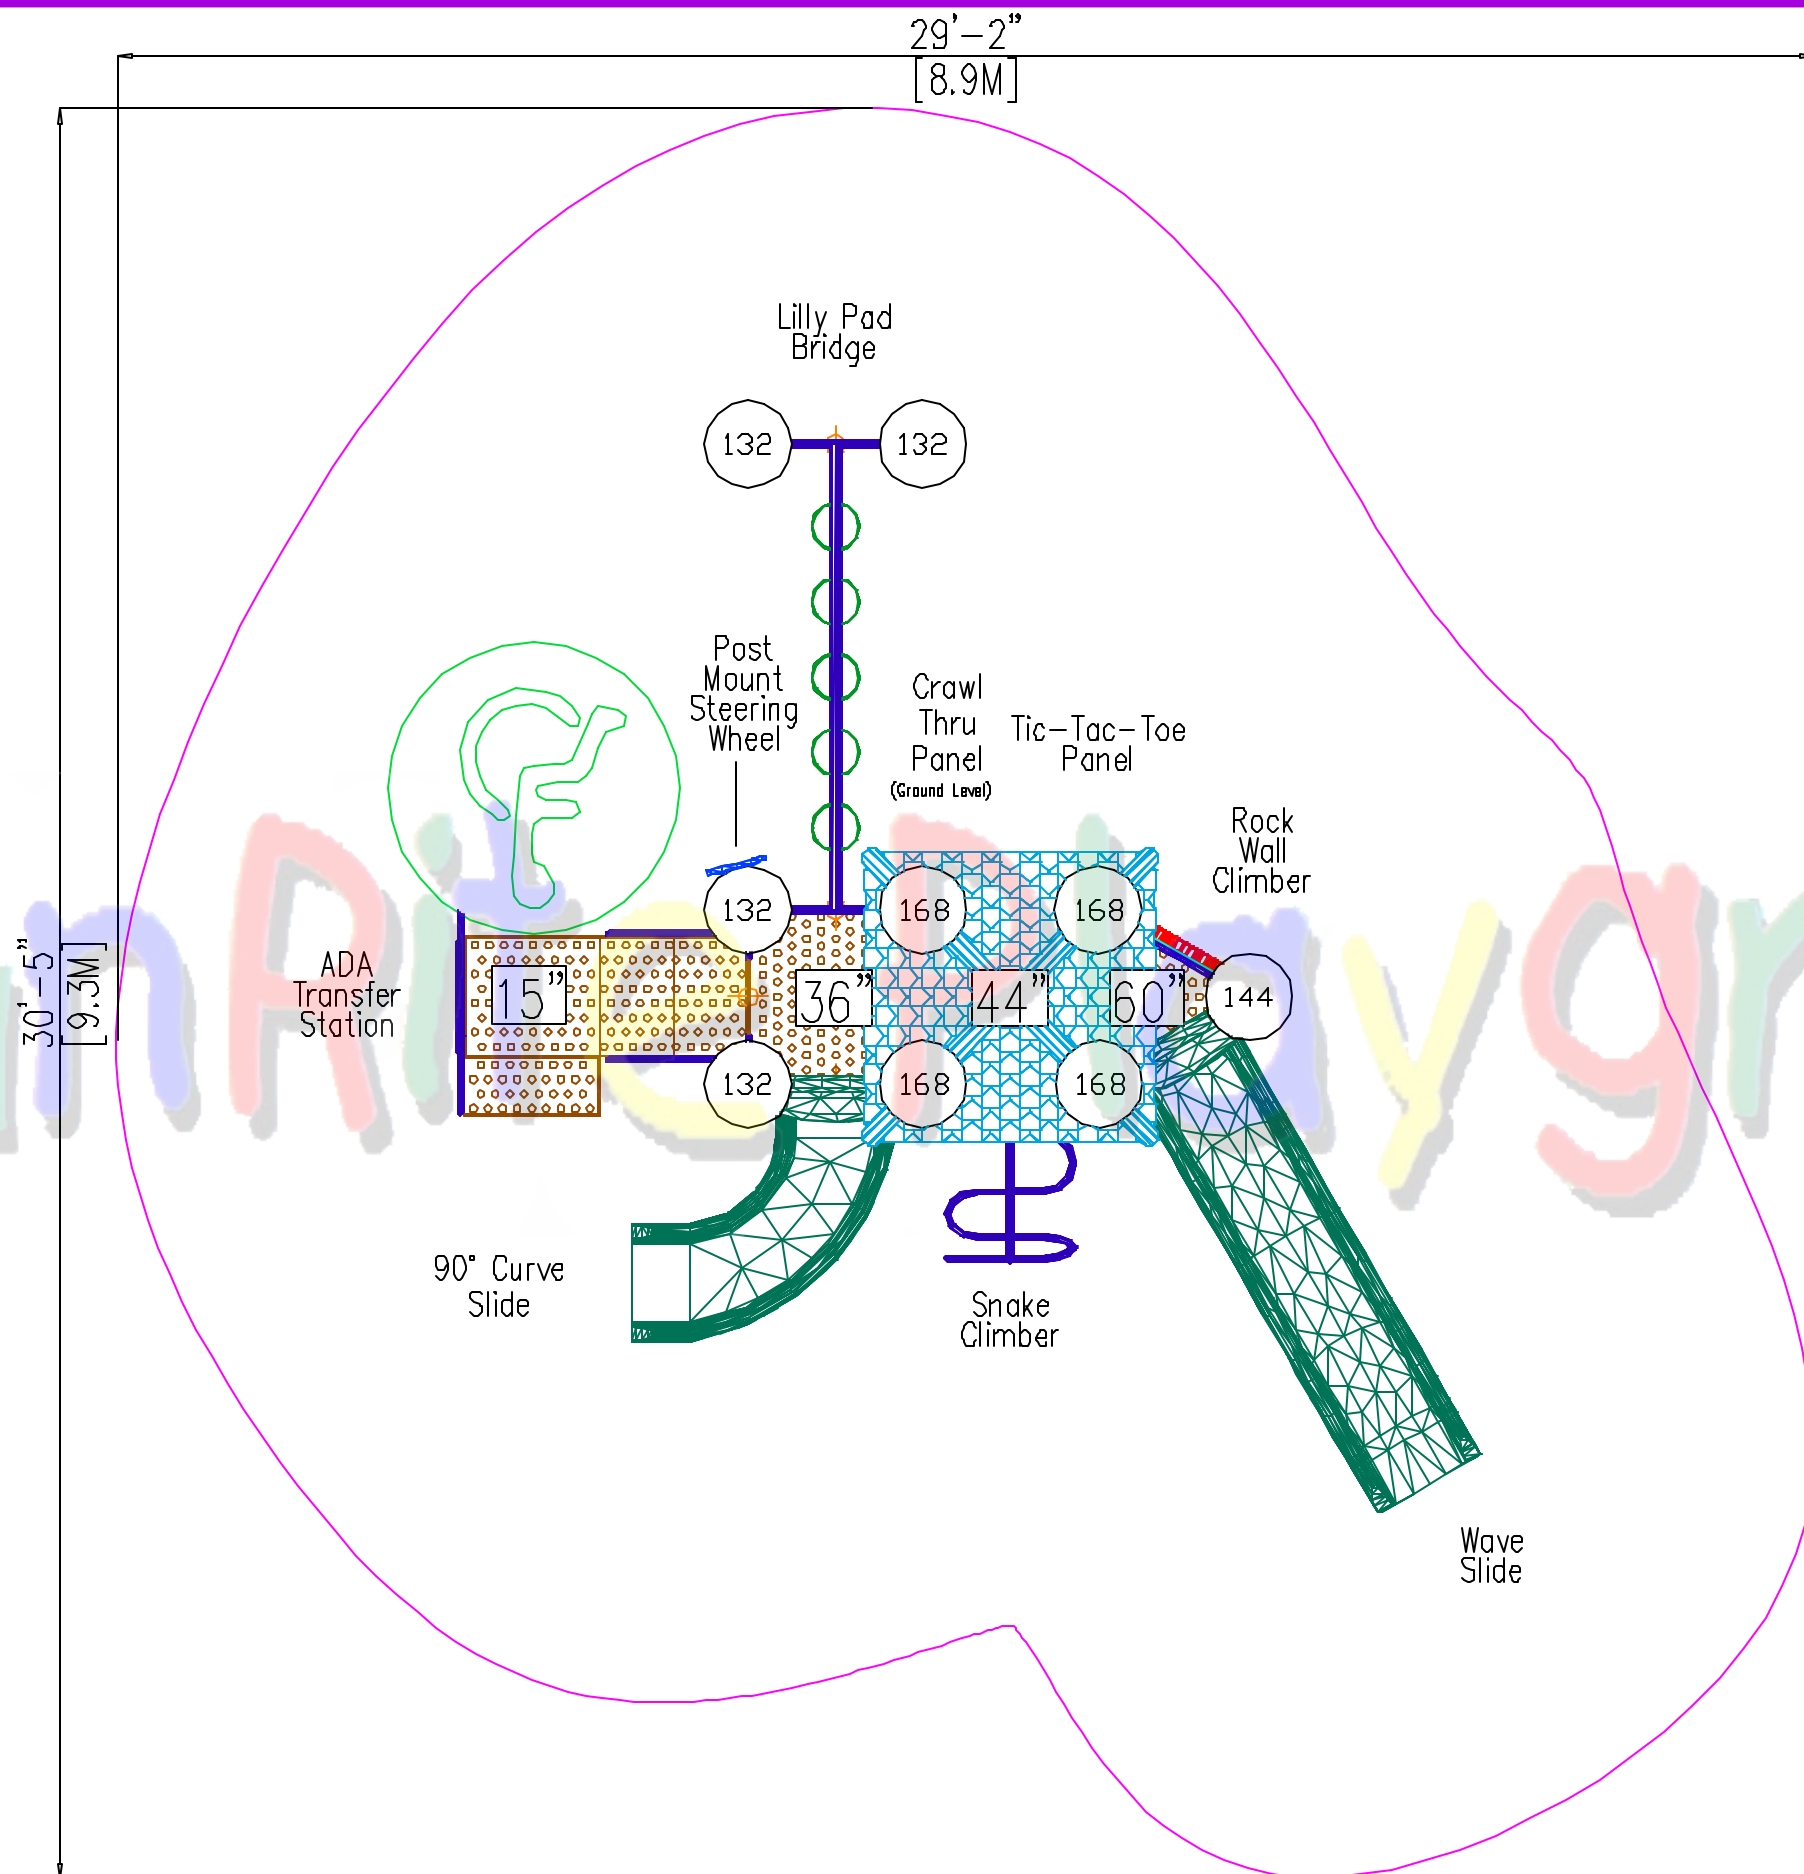 29'-2"
[8.9M]
Lilly Pad
Bridge
132
132
Post
Mount
Steering
Wheel
Crawl
Thru
Panel
(Ground Level)
Tic-Tac-Toe
Panel
Rock
Wall
Climber
132
168
168
30'-5"
[9.3M]
ADA
Transfer
Station
15"
36"
44"
60"
144
132
168
168
90° Curve
Slide
Snake
Climber
Wave
Slide
nRite Playgr